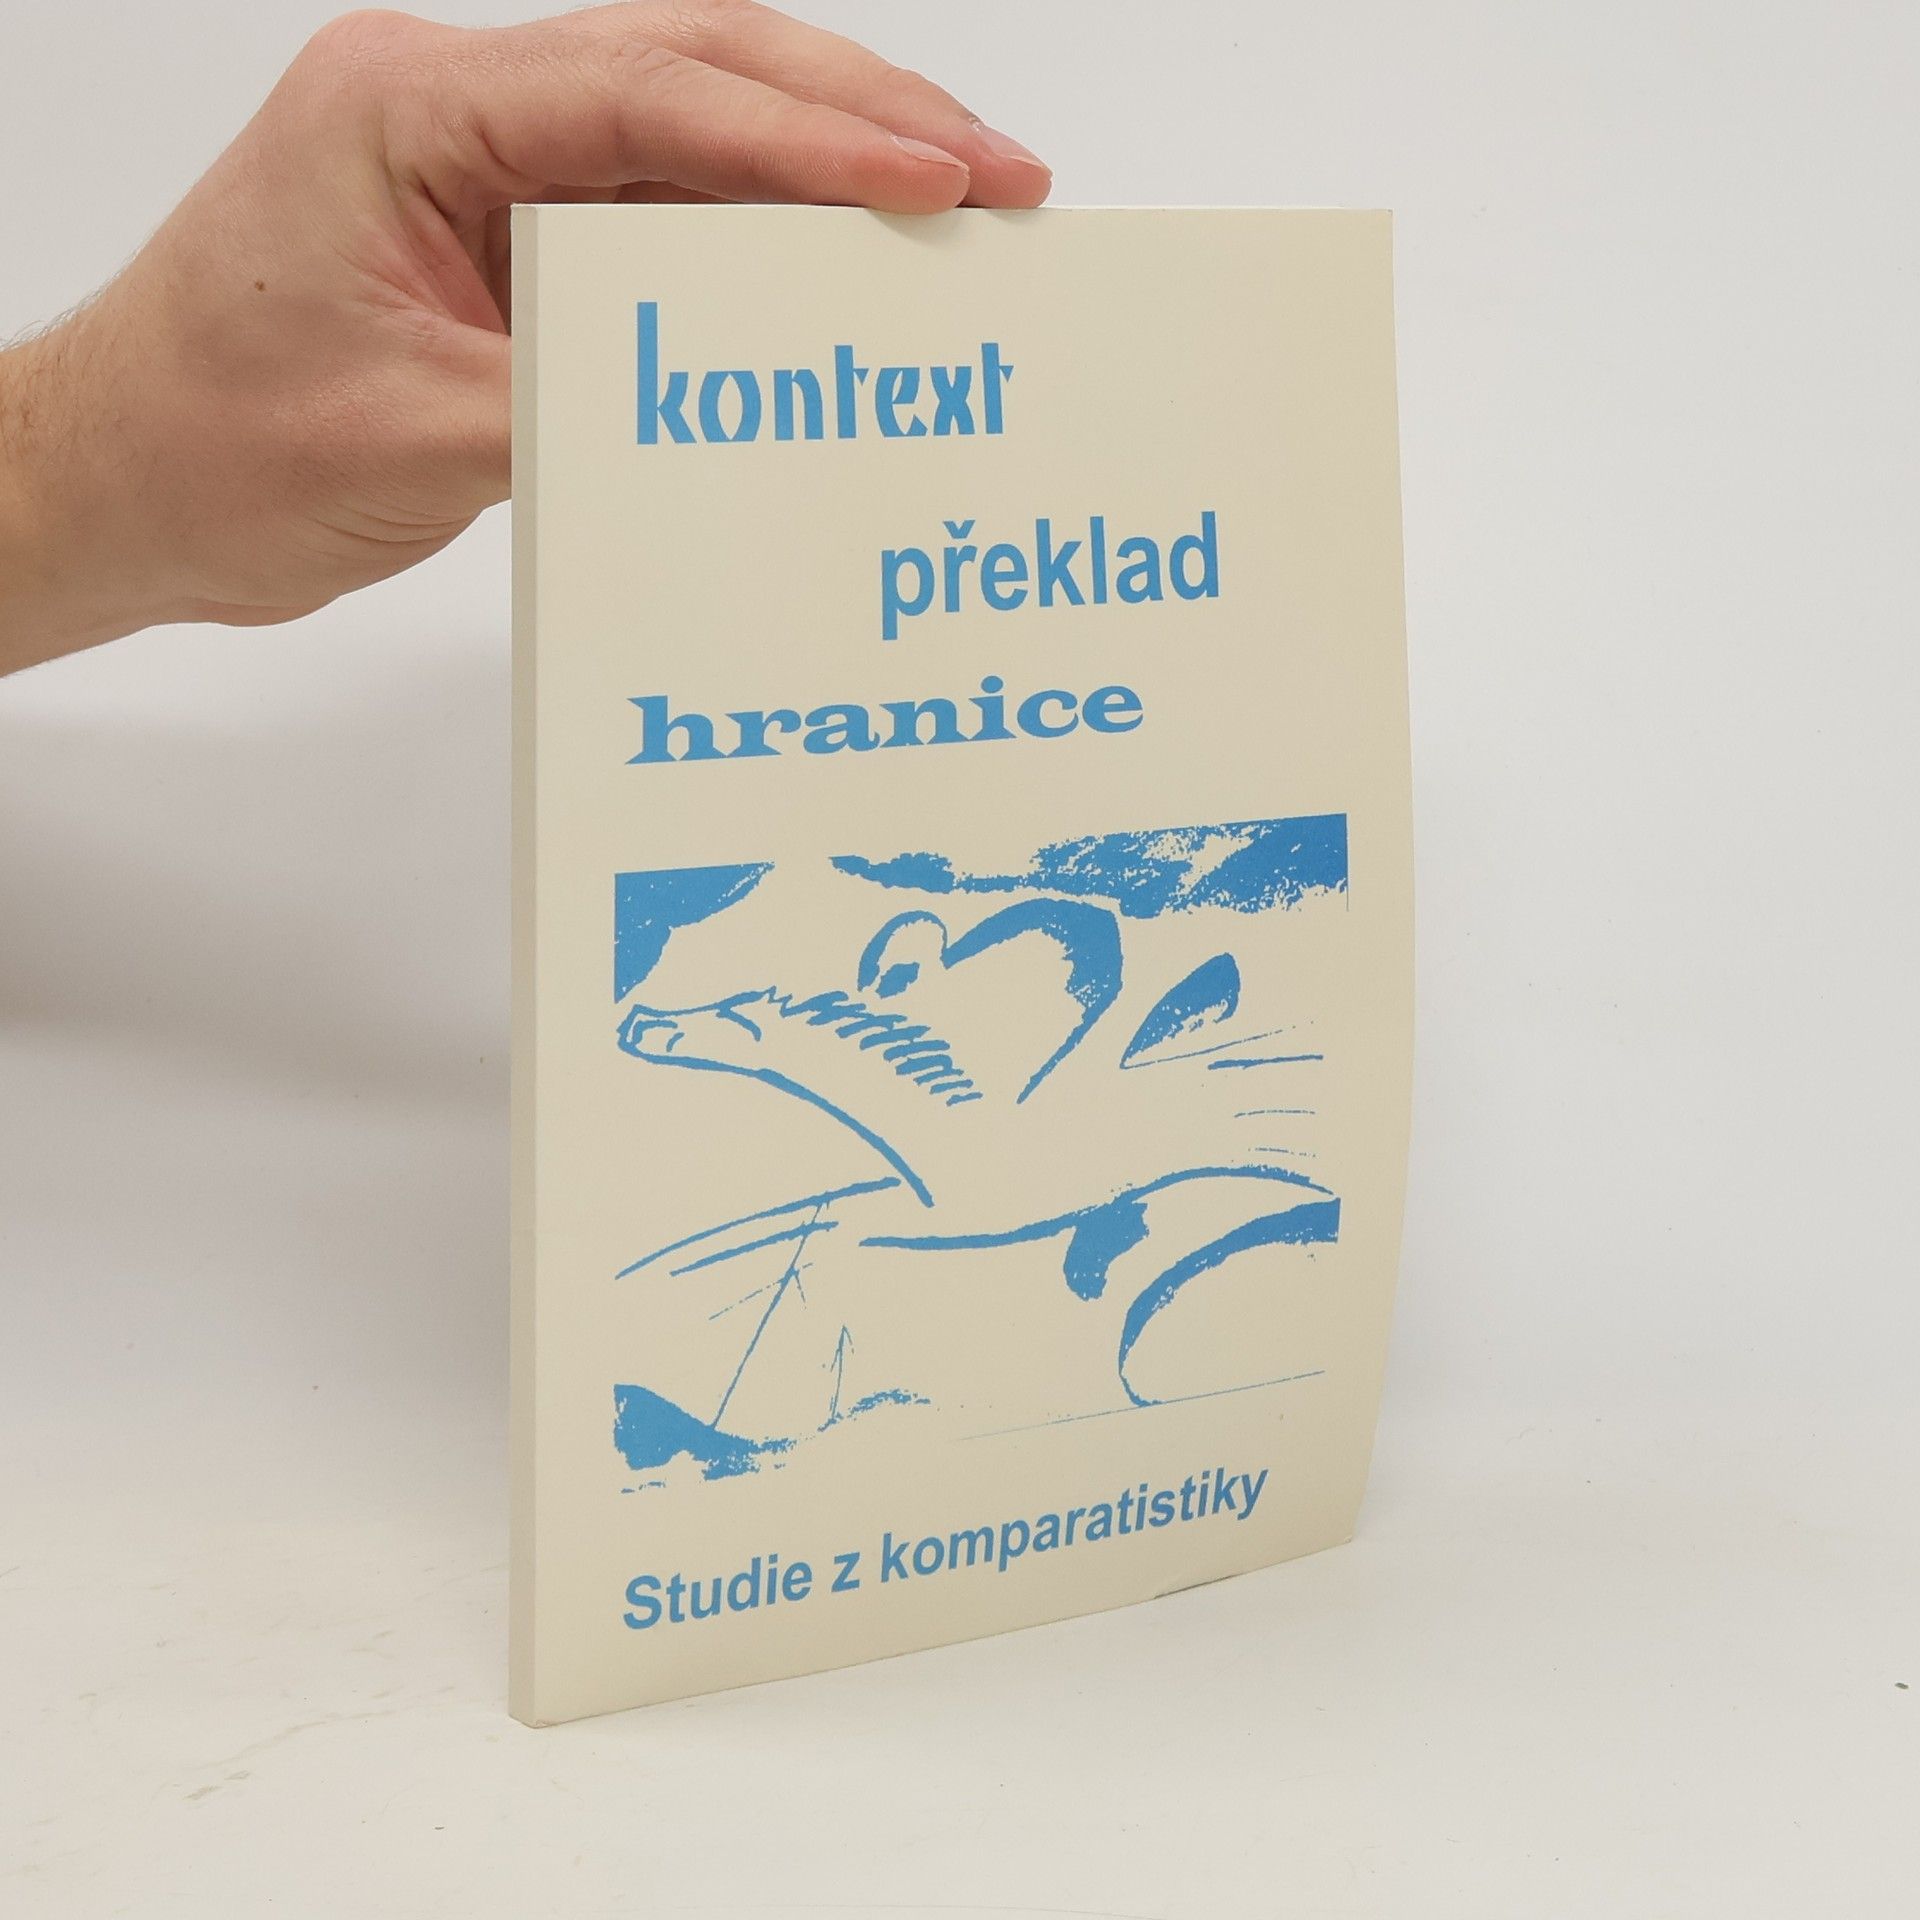 kontext
překlad
hranice
Studie z komparatistiky